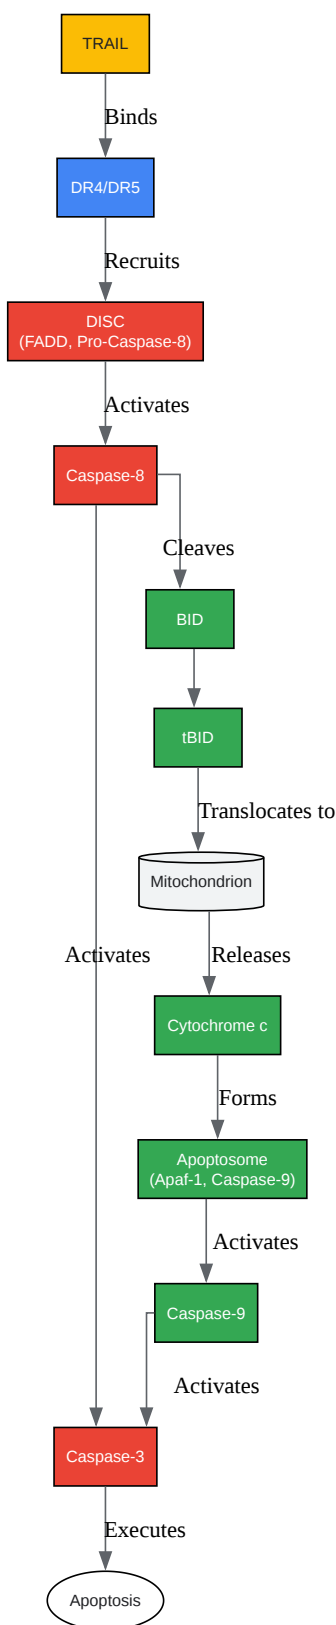 TRAIL
Binds
DR4/DR5
Recruits
DISC
(FADD, Pro-Caspase-8)
Activates
Caspase-8
Cleaves
BID
tBID
Translocates to
Mitochondrion
Activates
Releases
Cytochrome c
Forms
Apoptosome
(Apaf-1, Caspase-9)
Activates
Caspase-9
Activates
Caspase-3
Executes
Apoptosis